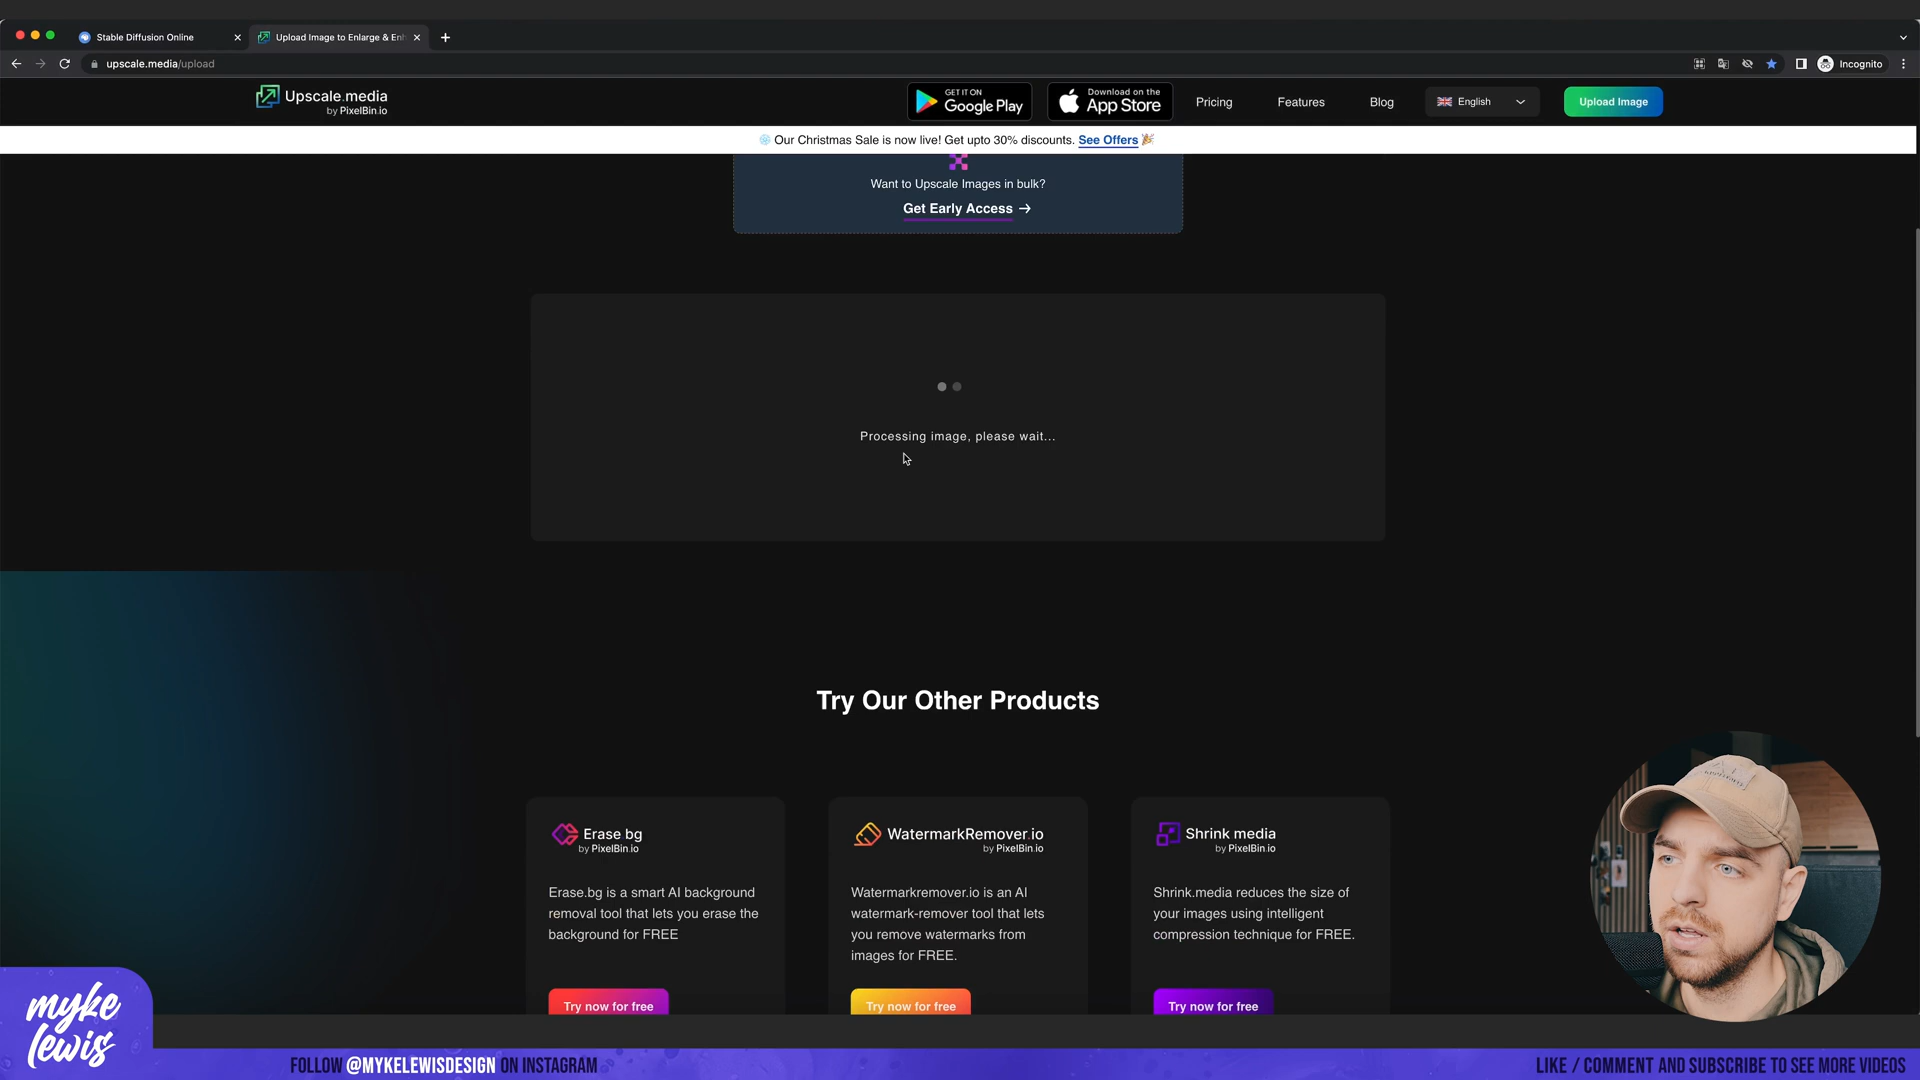 Stable Diffusion Online
Upload Image to Enlarge & Enh
upscale.media/upload
Incognito
Upscale.media
by PixelBin.io
GET IT ON
Google Play
Download on the
App Store
Pricing
Features
Blog
English
Upload Image
Our Christmas Sale is now live! Get upto 30% discounts. See Offers
Want to Upscale Images in bulk?
Get Early Access →
Processing image, please wait...
Try Our Other Products
Erase bg
by PixelBin.io
Erase.bg is a smart AI background
removal tool that lets you erase the
background for FREE
Try now for free
WatermarkRemover.io
by PixelBin.io
Watermarkremover.io is an AI
watermark-remover tool that lets
you remove watermarks from
images for FREE.
Try now for free
Shrink media
by PixelBin.io
Shrink.media reduces the size of
your images using intelligent
compression technique for FREE.
Try now for free
myke
lewis
FOLLOW @MYKELEWISDESIGN ON INSTAGRAM
LIKE / COMMENT AND SUBSCRIBE TO SEE MORE VIDEOS